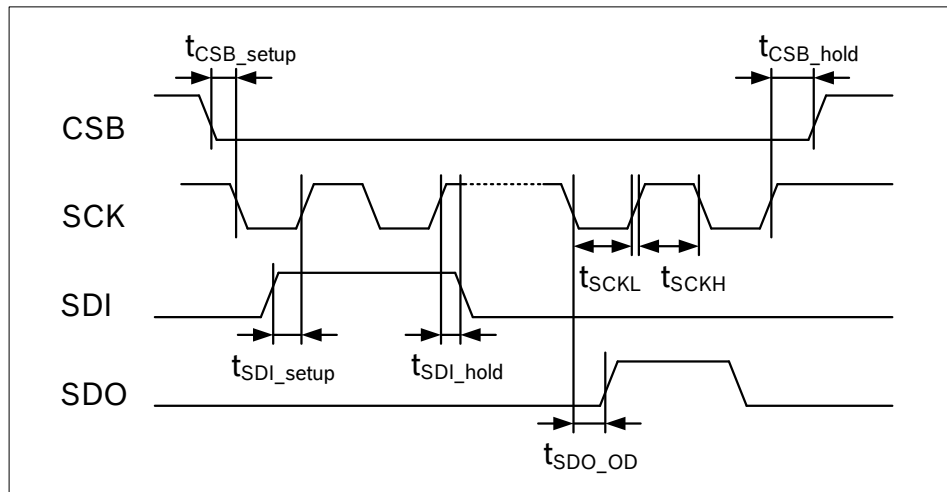 tCSB_setup
tCSB_hold
CSB
SCK
tSCKL
tSCKH
SDI
tSDI_setup
tSDI_hold
SDO
tSDO_OD